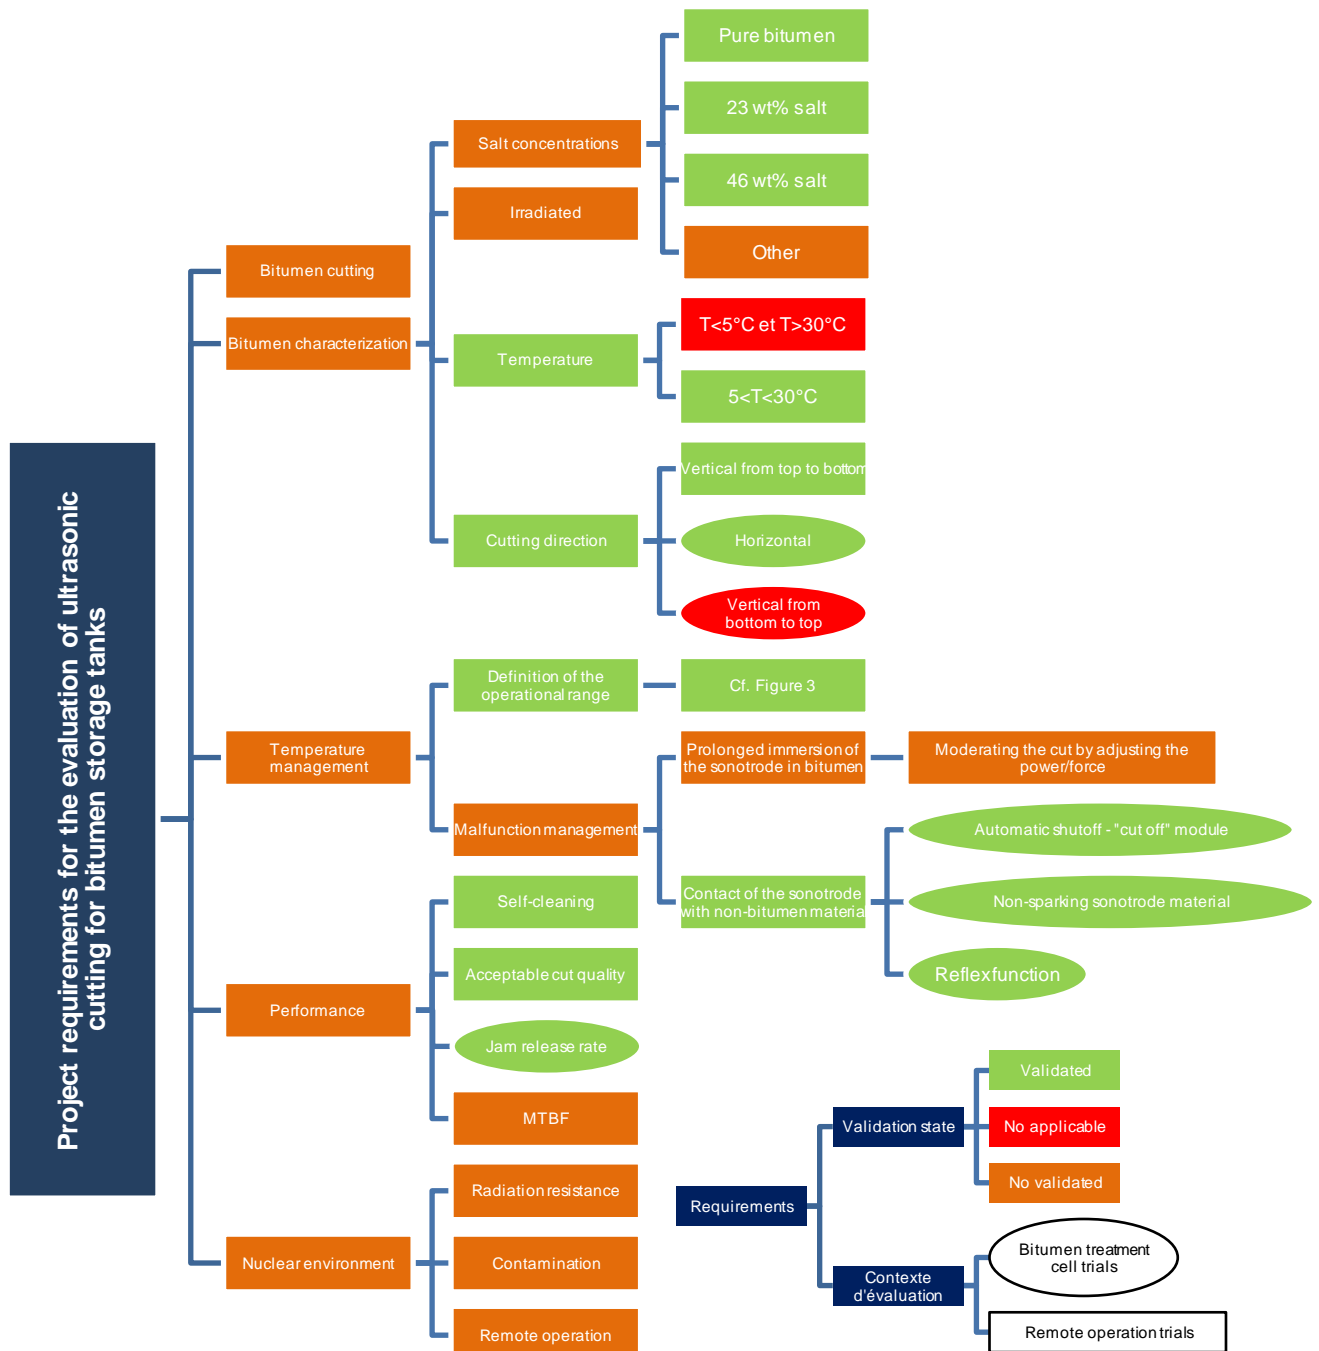 Project requirements for the evaluation of ultrasonic
cutting for bitumen storage tanks
Bitumen cutting
Bitumen characterization
Salt concentrations
Pure bitumen
23 wt% salt
46 wt% salt
Other
Irradiated
Temperature
T<5°C et T>30°C
5<T<30°C
Cutting direction
Vertical from top to bottom
Horizontal
Vertical from
bottom to top
Temperature
management
Definition of the
operational range
Cf. Figure 3
Malfunction management
Prolonged immersion of
the sonotrode in bitumen
Moderating the cut by adjusting the
power/force
Contact of the sonotrode
with non-bitumen materia
Automatic shutoff - "cut off" module
Non-sparking sonotrode material
Reflexfunction
Performance
Self-cleaning
Acceptable cut quality
Jam release rate
MTBF
Nuclear environment
Radiation resistance
Contamination
Remote operation
Requirements
Validation state
Validated
No applicable
No validated
Contexte
d'évaluation
Bitumen treatment
cell trials
Remote operation trials